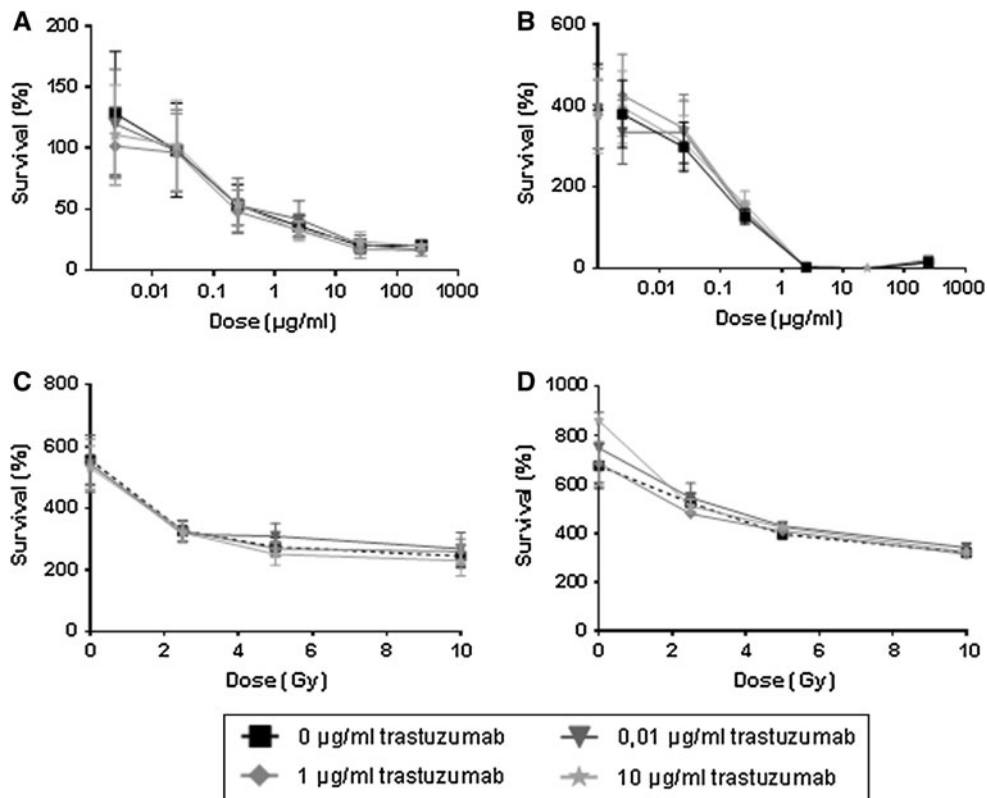 A
Survival (%)
200
150
100
50
0
0.01 0.1 1 10 100 1000
Dose (µg/ml)
B
Survival (%)
600
400
200
0
0.01 0.1 1 10 100 1000
Dose (µg/ml)
C
Survival (%)
800
600
400
200
0
0 2 4 6 8 10
Dose (Gy)
D
Survival (%)
1000
800
600
400
200
0
0 2 4 6 8 10
Dose (Gy)
0 µg/ml trastuzumab
0,01 µg/ml trastuzumab
1 µg/ml trastuzumab
10 µg/ml trastuzumab